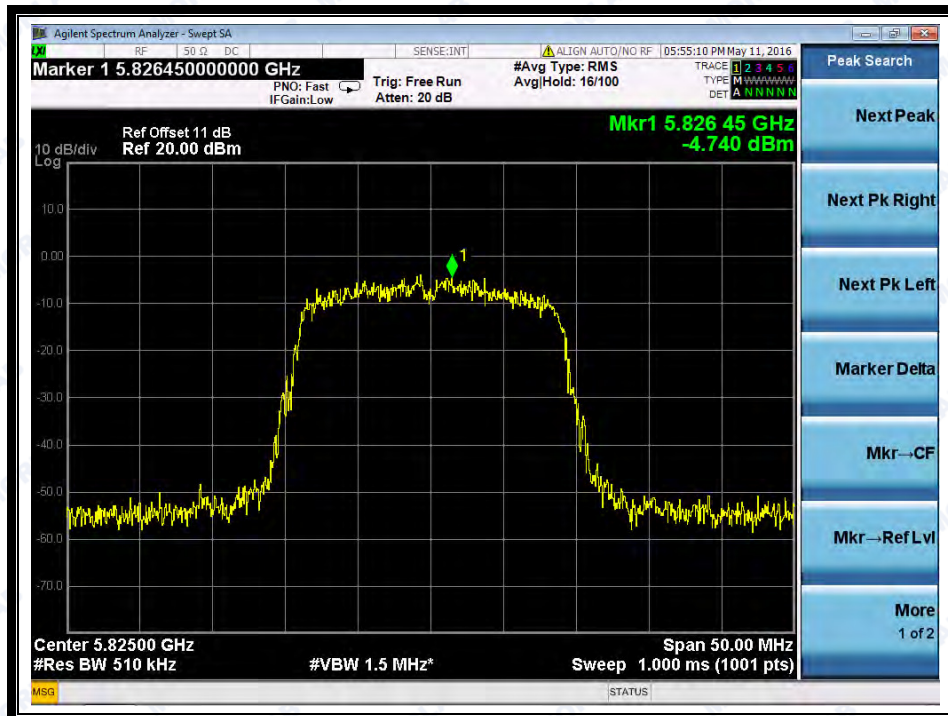 Agilent Spectrum Analyzer - Swept SA
LXI RF 50 Ω DC SENSE:INT ALIGN AUTO/NO RF 05:55:10 PM May 11, 2016
Marker 1 5.826450000000 GHz
PNO: Fast
IFGain:Low
Trig: Free Run
Atten: 20 dB
#Avg Type: RMS
Avg|Hold: 16/100
TRACE 1 2 3 4 5 6
TYPE M WWWWW
DET A N N N N N
Peak Search
Next Peak
Next Pk Right
Next Pk Left
Marker Delta
Mkr→CF
Mkr→Ref Lvl
More
1 of 2
Mkr1 5.826 45 GHz
-4.740 dBm
Ref Offset 11 dB
10 dB/div Ref 20.00 dBm
Log
10.0
0.00
-10.0
-20.0
-30.0
-40.0
-50.0
-60.0
-70.0
1
Center 5.82500 GHz Span 50.00 MHz
#Res BW 510 kHz #VBW 1.5 MHz* Sweep 1.000 ms (1001 pts)
MSG STATUS